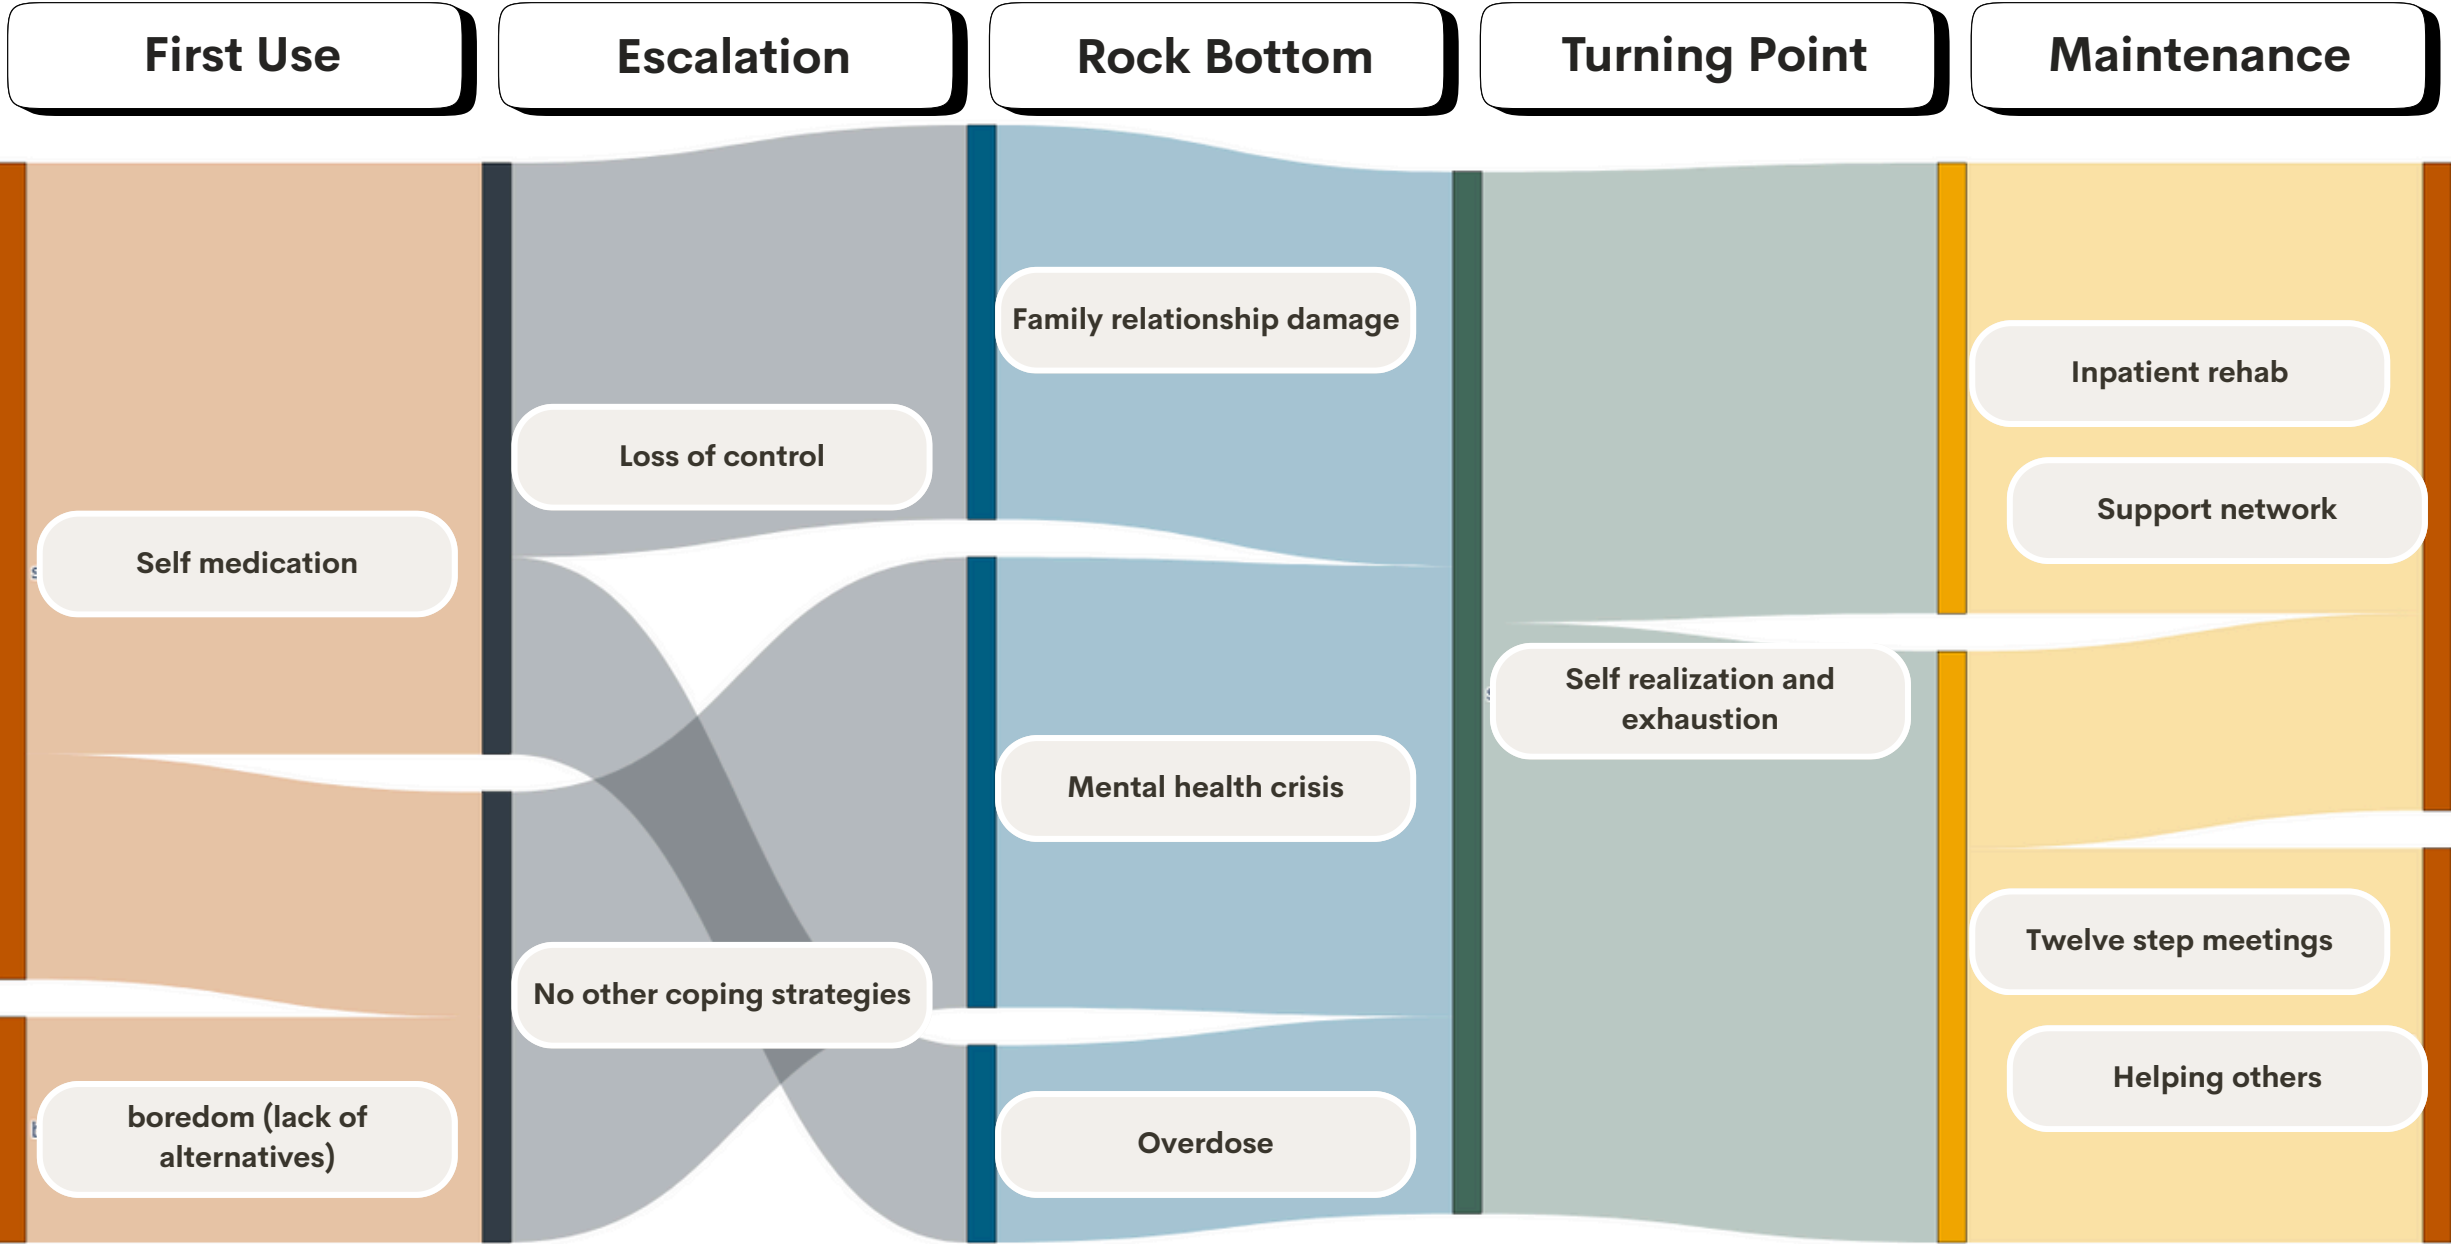 First Use
Escalation
Rock Bottom
Turning Point
Maintenance
Self medication
boredom (lack of
alternatives)
Loss of control
No other coping strategies
Family relationship damage
Mental health crisis
Overdose
Self realization and
exhaustion
Inpatient rehab
Support network
Twelve step meetings
Helping others